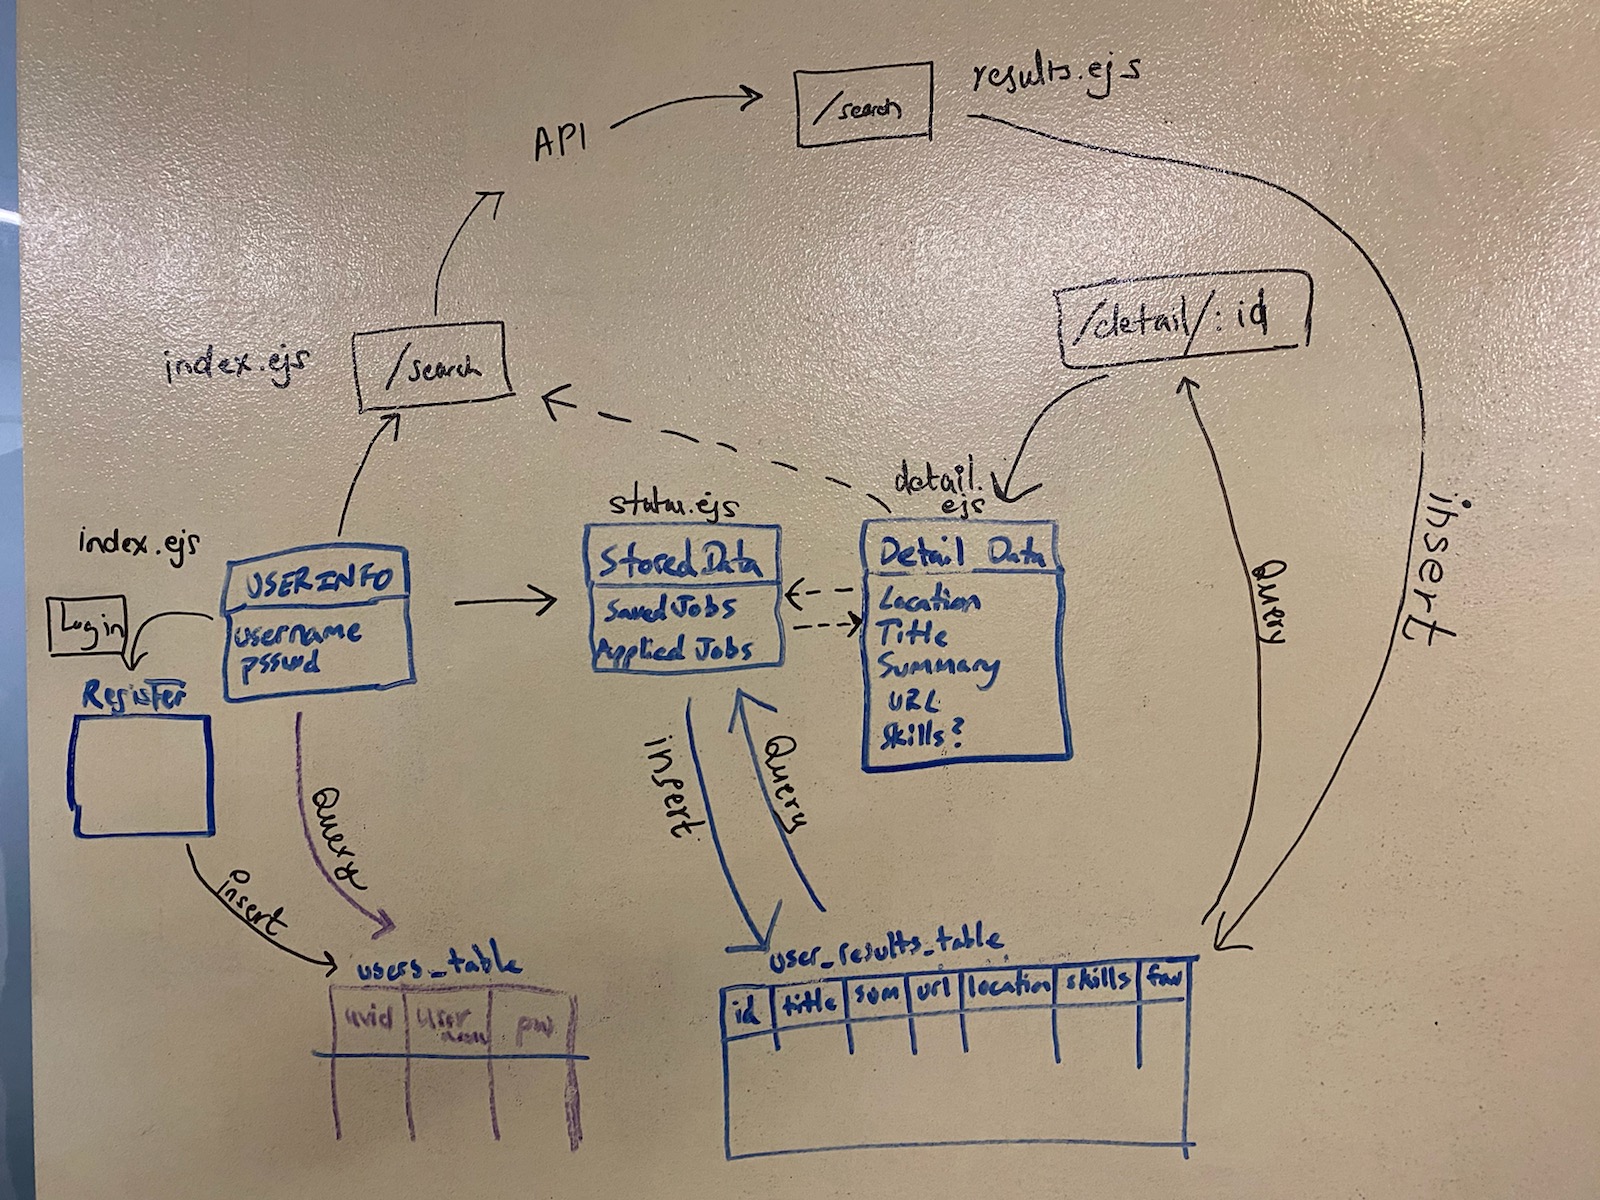 results.ejs
/search
API
/detail/:id
index.ejs
/search
detail.
ejs
status.ejs
insert
index.ejs
USERINFO
username
psswd
Stored Data
Saved Jobs
Applied Jobs
Detail Data
Location
Title
Summary
URL
Skills?
Query
Login
Register
Query
insert
Query
insert
users_table
uvid
user
pw
user_results_table
id
title
sum
url
location
skills
fav